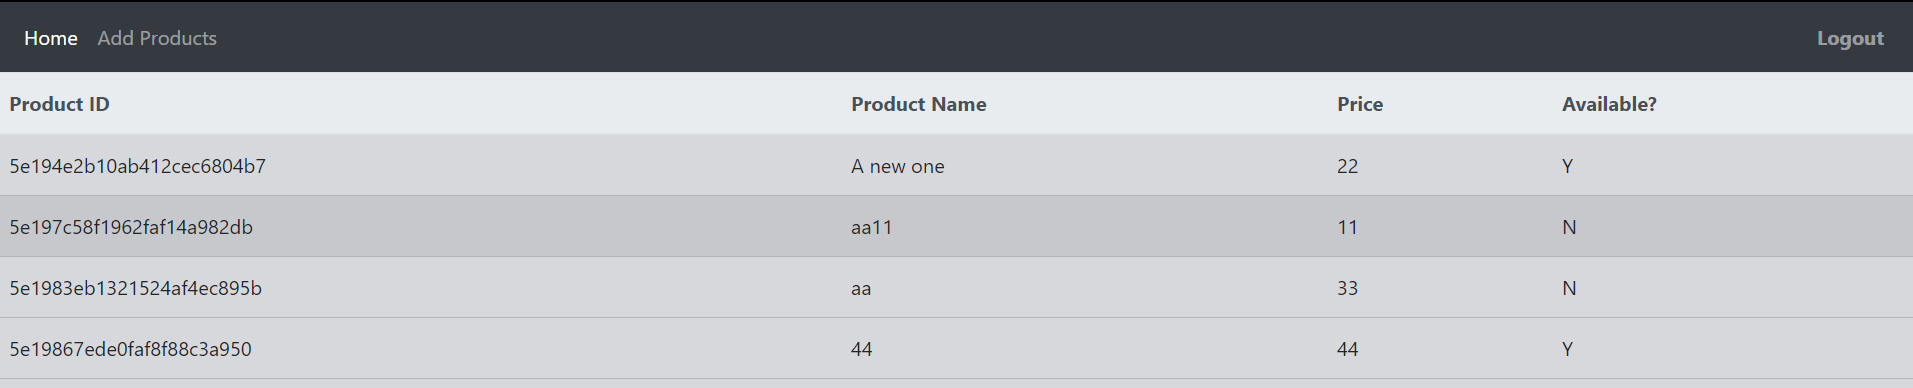 Home Add Products Logout
Product ID Product Name Price Available?
5e194e2b10ab412cec6804b7 A new one 22 Y
5e197c58f1962faf14a982db aa11 11 N
5e1983eb1321524af4ec895b aa 33 N
5e19867ede0faf8f88c3a950 44 44 Y